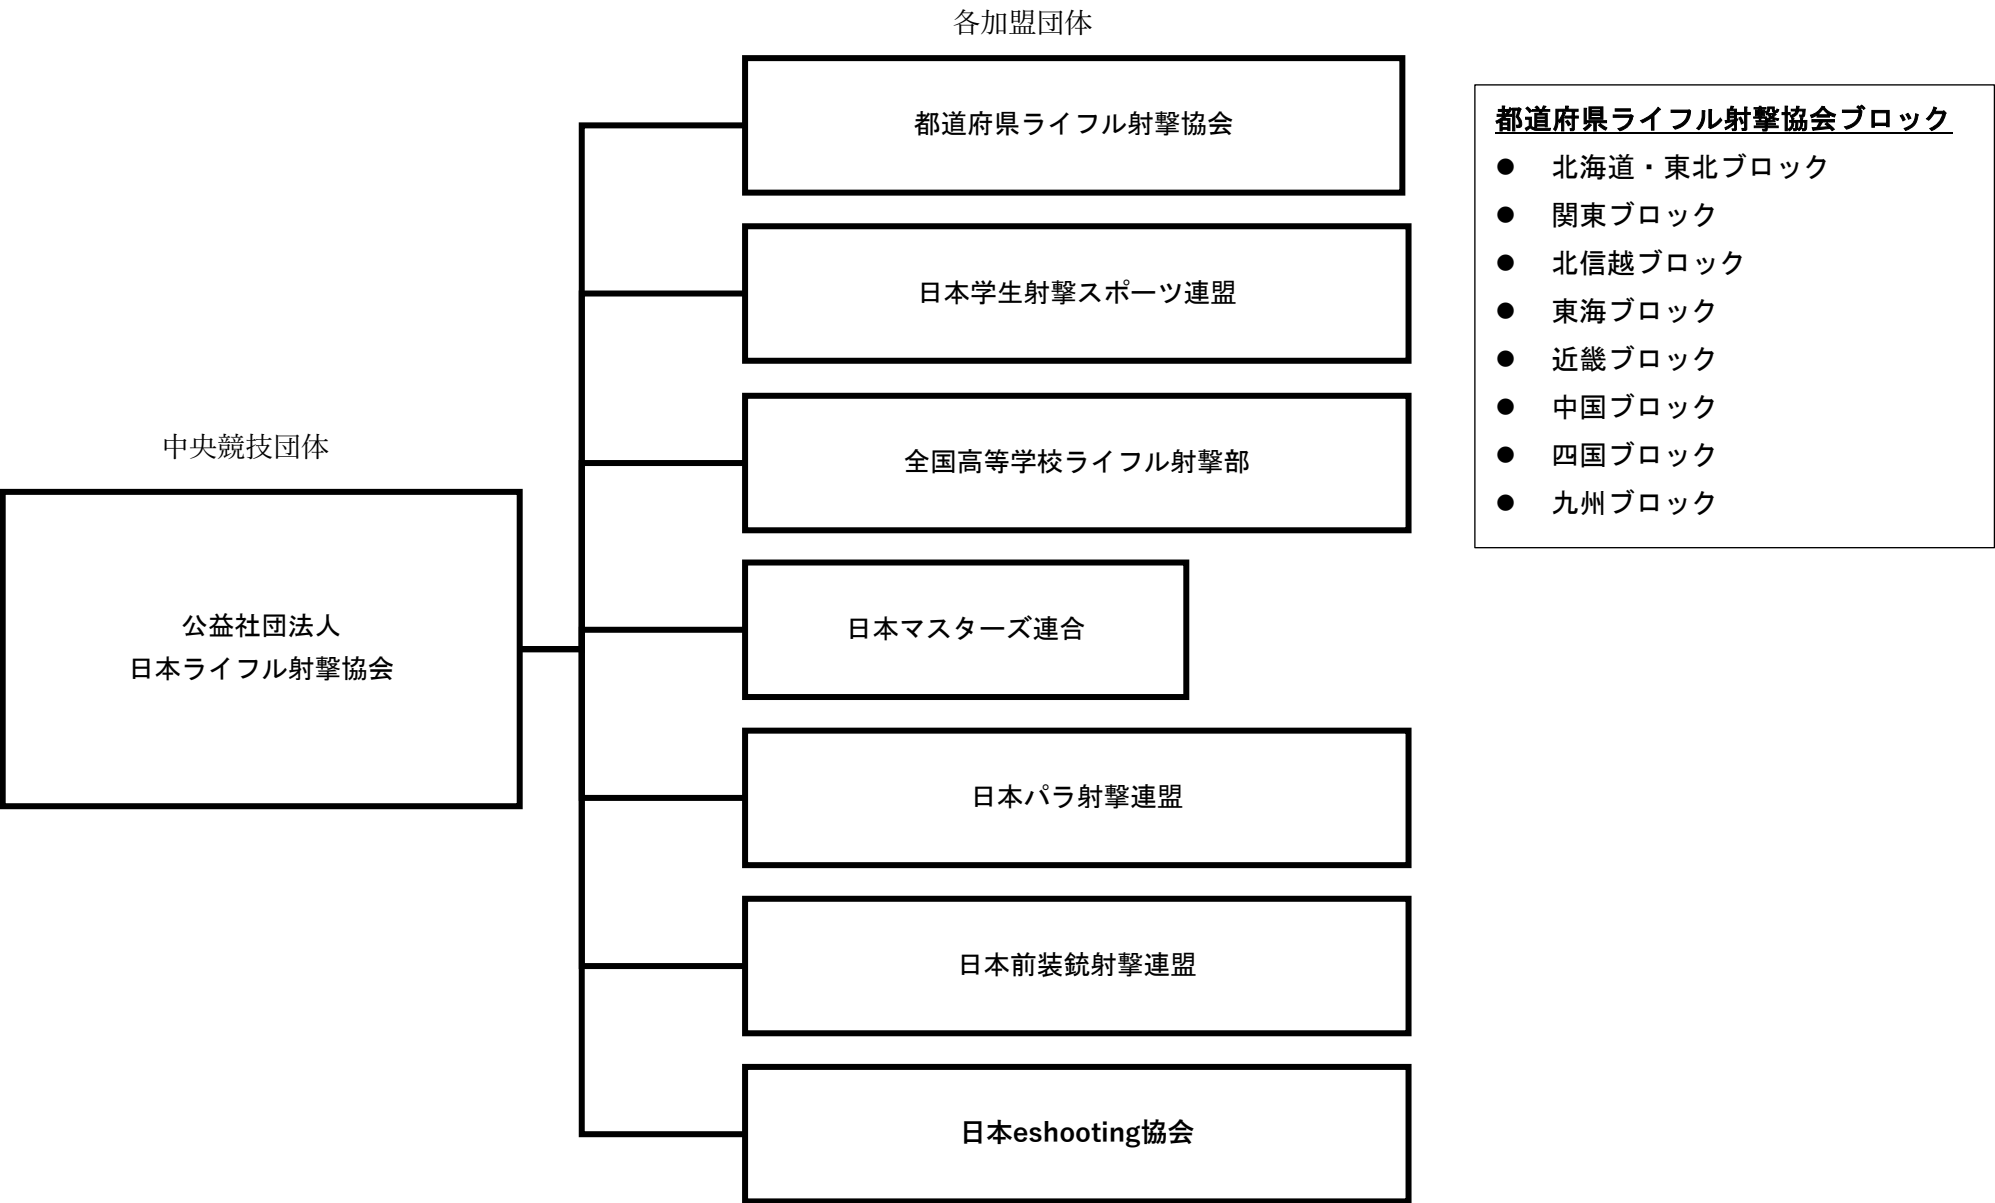 各加盟団体
都道府県ライフル射撃協会
日本学生射撃スポーツ連盟
全国高等学校ライフル射撃部
日本マスターズ連合
日本パラ射撃連盟
日本前装銃射撃連盟
日本eshooting協会
中央競技団体
公益社団法人
日本ライフル射撃協会
都道府県ライフル射撃協会ブロック
● 北海道・東北ブロック
● 関東ブロック
● 北信越ブロック
● 東海ブロック
● 近畿ブロック
● 中国ブロック
● 四国ブロック
● 九州ブロック